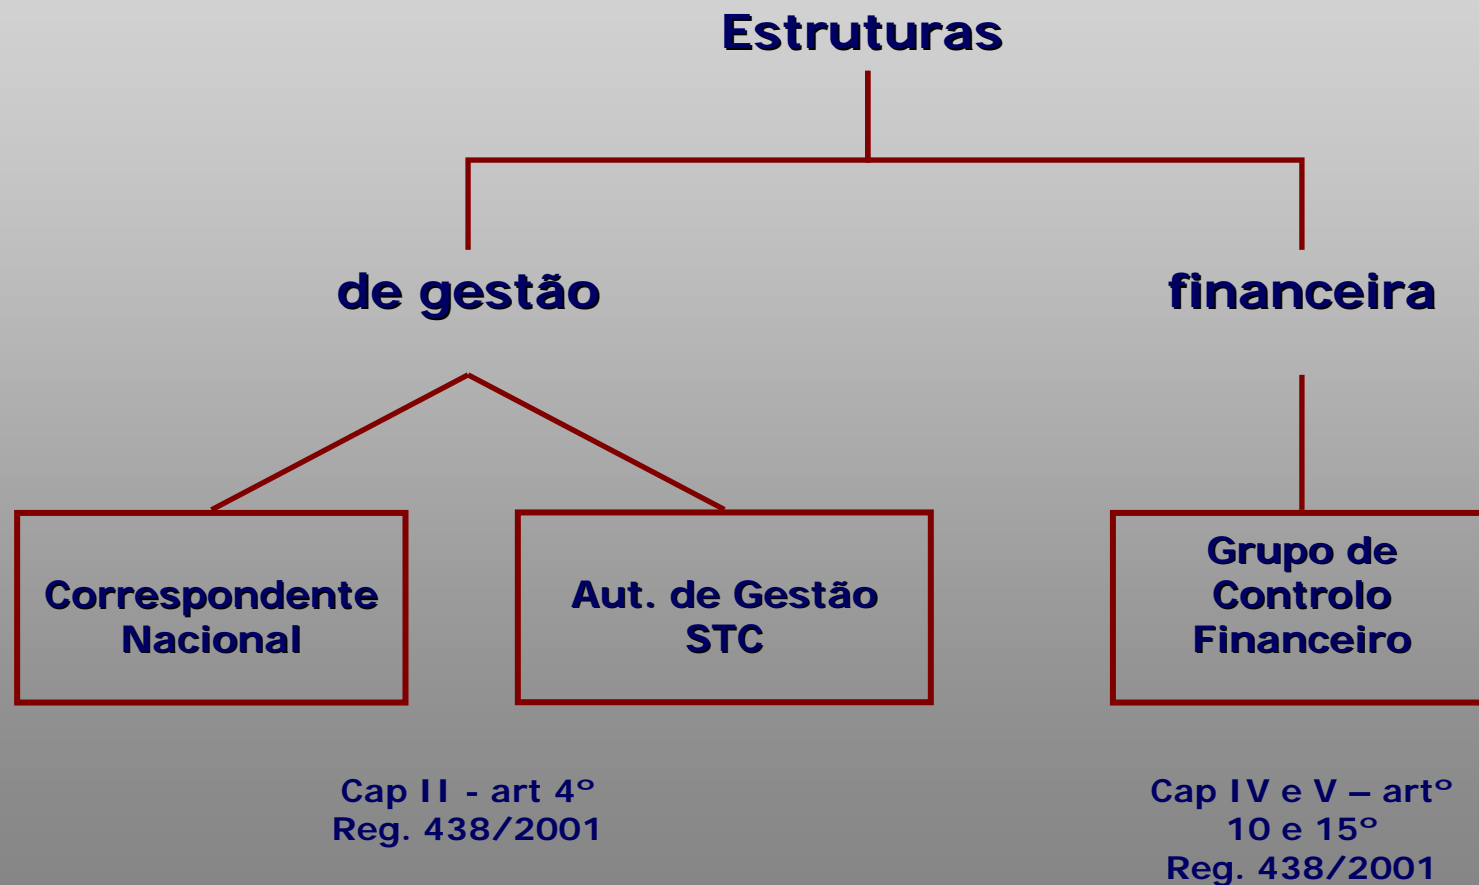 Estruturas
de gestão
financeira
Correspondente
Nacional
Aut. de Gestão
STC
Grupo de
Controlo
Financeiro
Cap II - art 4º
Reg. 438/2001
Cap IV e V – artº
10 e 15º
Reg. 438/2001